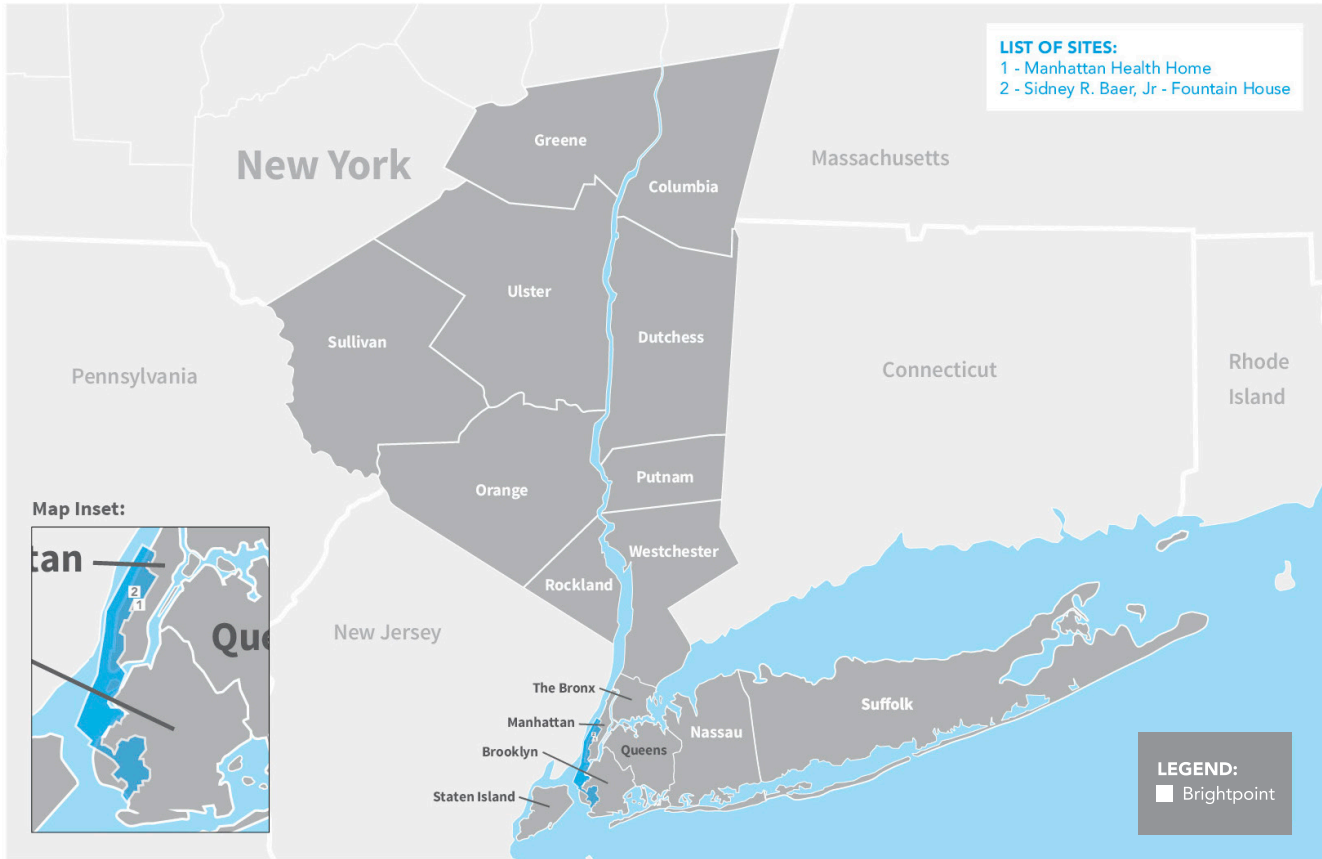 LIST OF SITES:
1 - Manhattan Health Home
2 - Sidney R. Baer, Jr - Fountain House
Greene
New York
Massachusetts
Columbia
Ulster
Sullivan
Dutchess
Pennsylvania
Connecticut
Rhode
Island
Putnam
Orange
Map Inset:
Westchester
tan
Rockland
2
1
New Jersey
Que
The Bronx
Suffolk
Manhattan
Nassau
Brooklyn
Queens
Staten Island
LEGEND:
Brightpoint